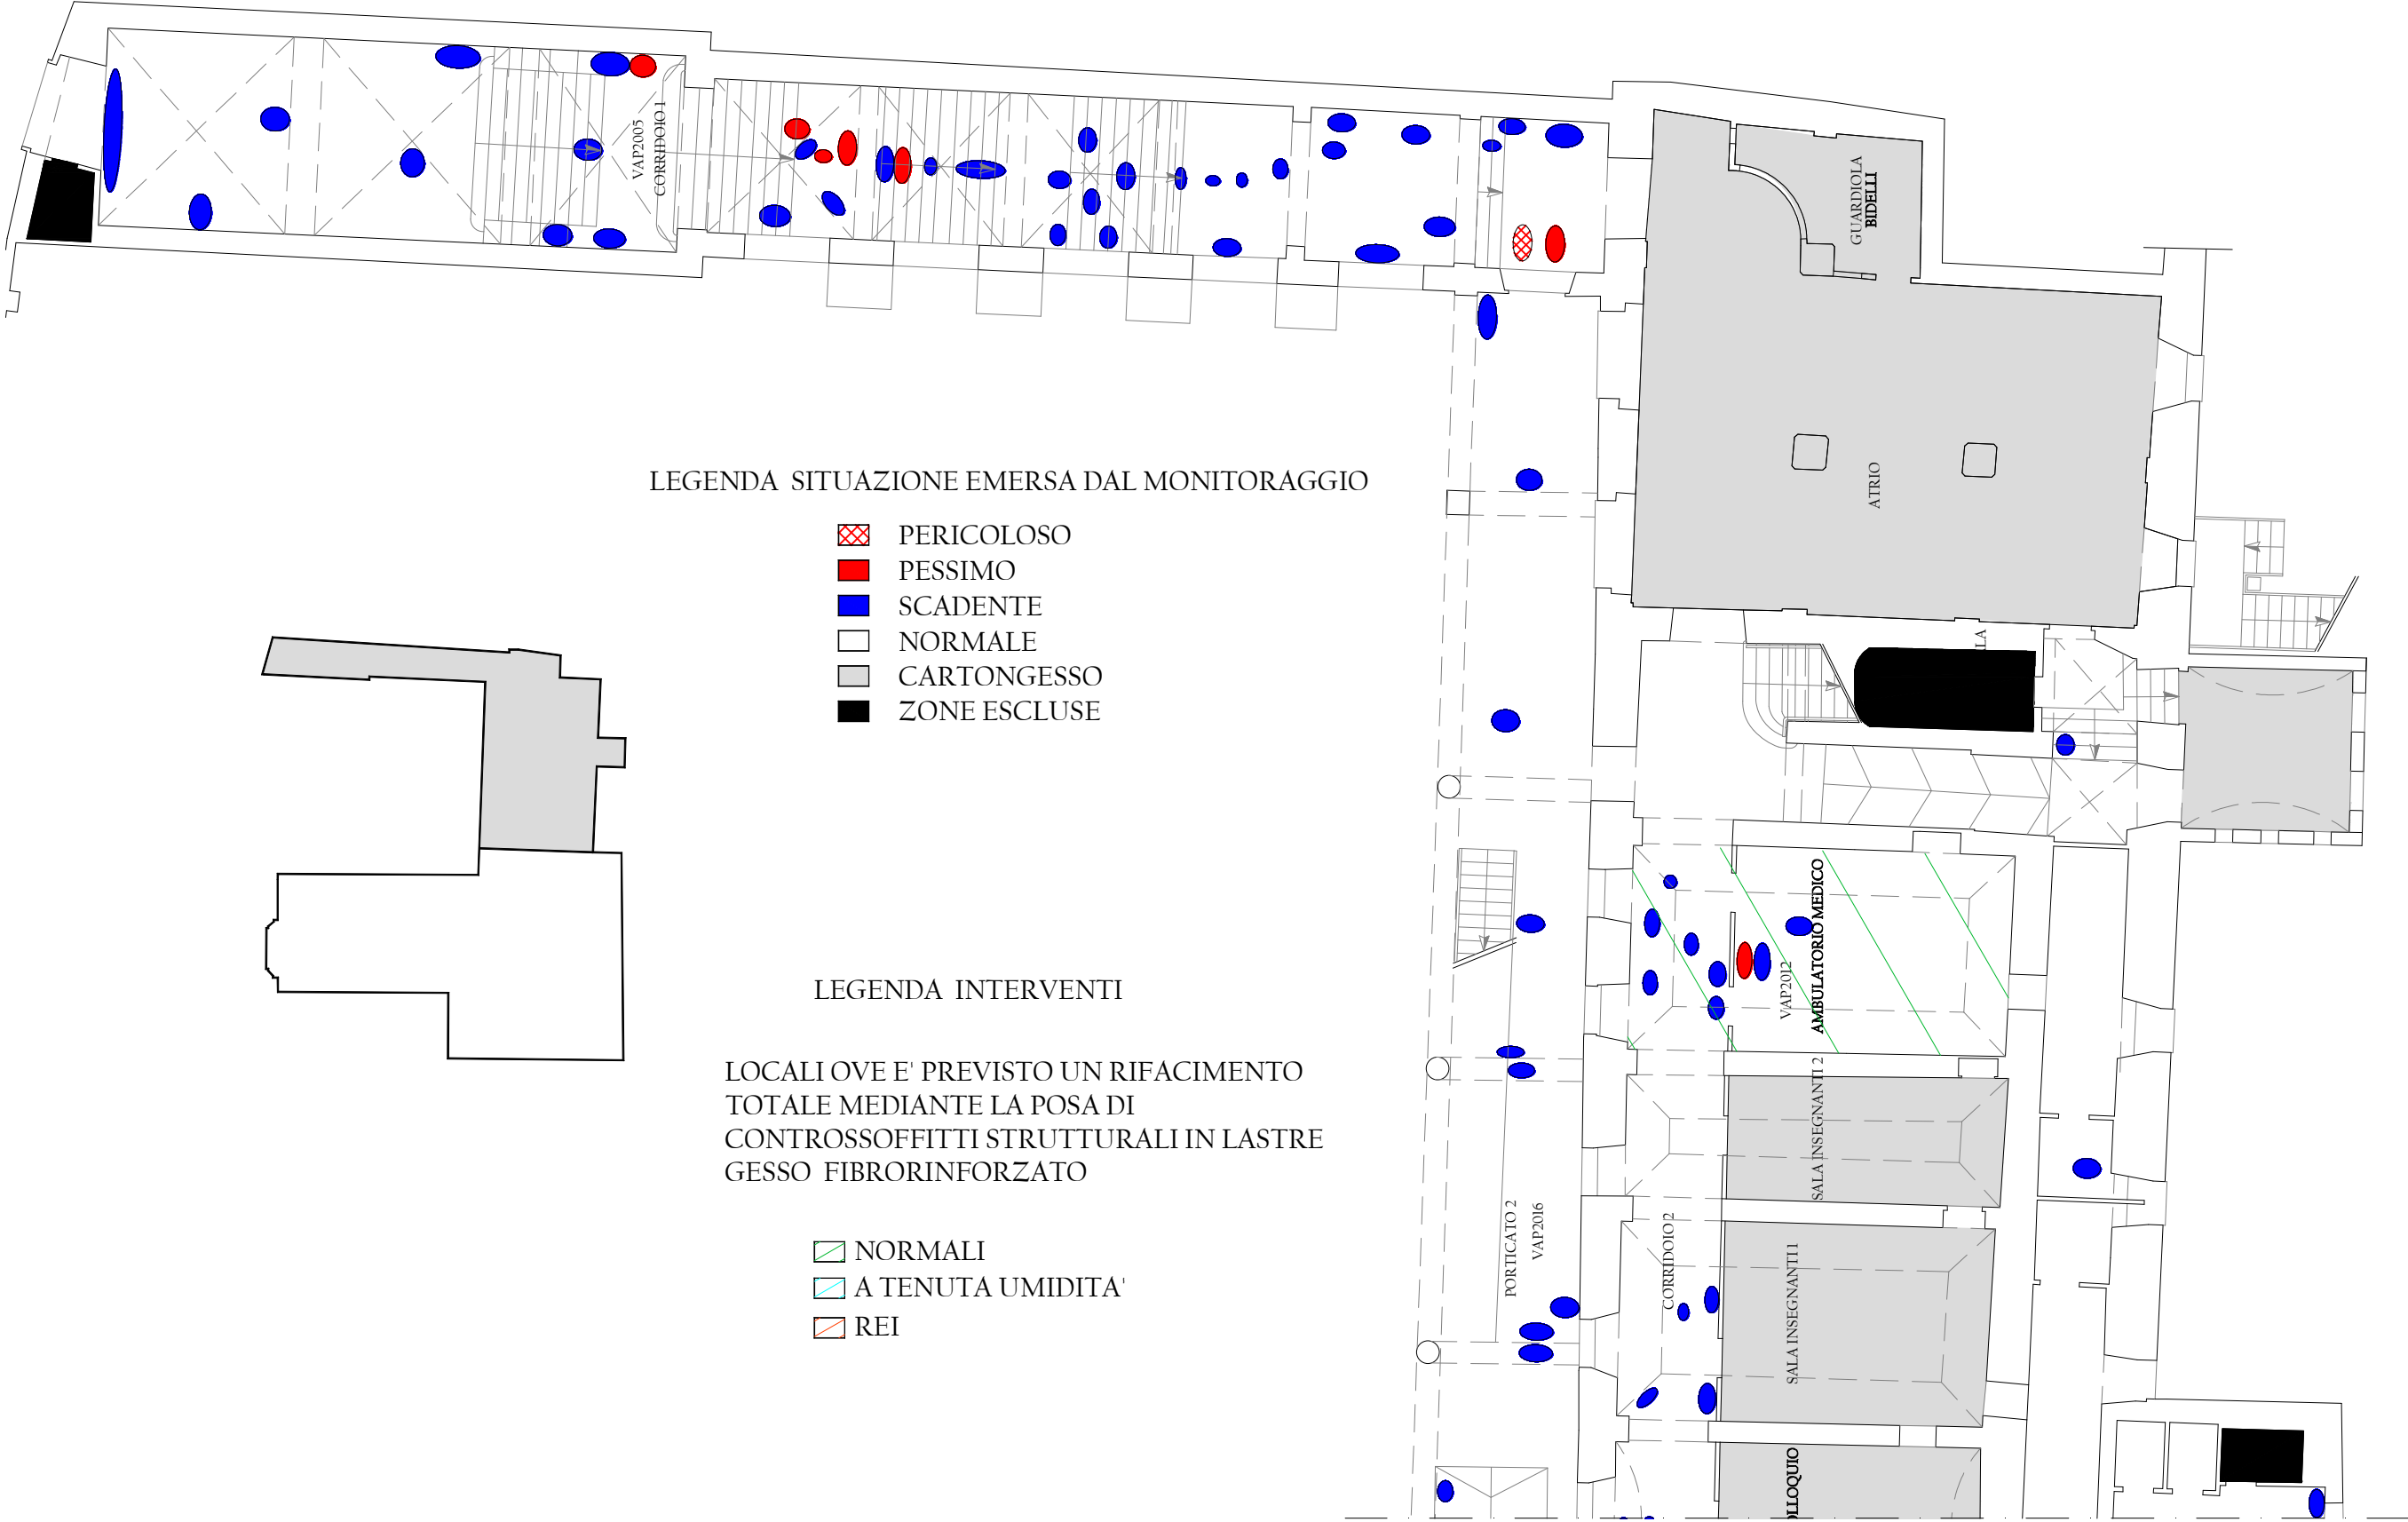 VAP2005
CORRIDOIO 1
GUARDIOLA
BIDELLI
ATRIO
LEGENDA SITUAZIONE EMERSA DAL MONITORAGGIO
PERICOLOSO
PESSIMO
SCADENTE
NORMALE
CARTONGESSO
ZONE ESCLUSE
VAP2012
AMBULATORIO MEDICO
LEGENDA INTERVENTI
LOCALI OVE E' PREVISTO UN RIFACIMENTO
TOTALE MEDIANTE LA POSA DI
CONTROSSOFFITTI STRUTTURALI IN LASTRE
GESSO FIBRORINFORZATO
NORMALI
A TENUTA UMIDITA'
REI
SALA INSEGNANTI 2
PORTICATO 2
VAP2016
CORRIDOIO 2
SALA INSEGNANTI 1
OLLOQUIO